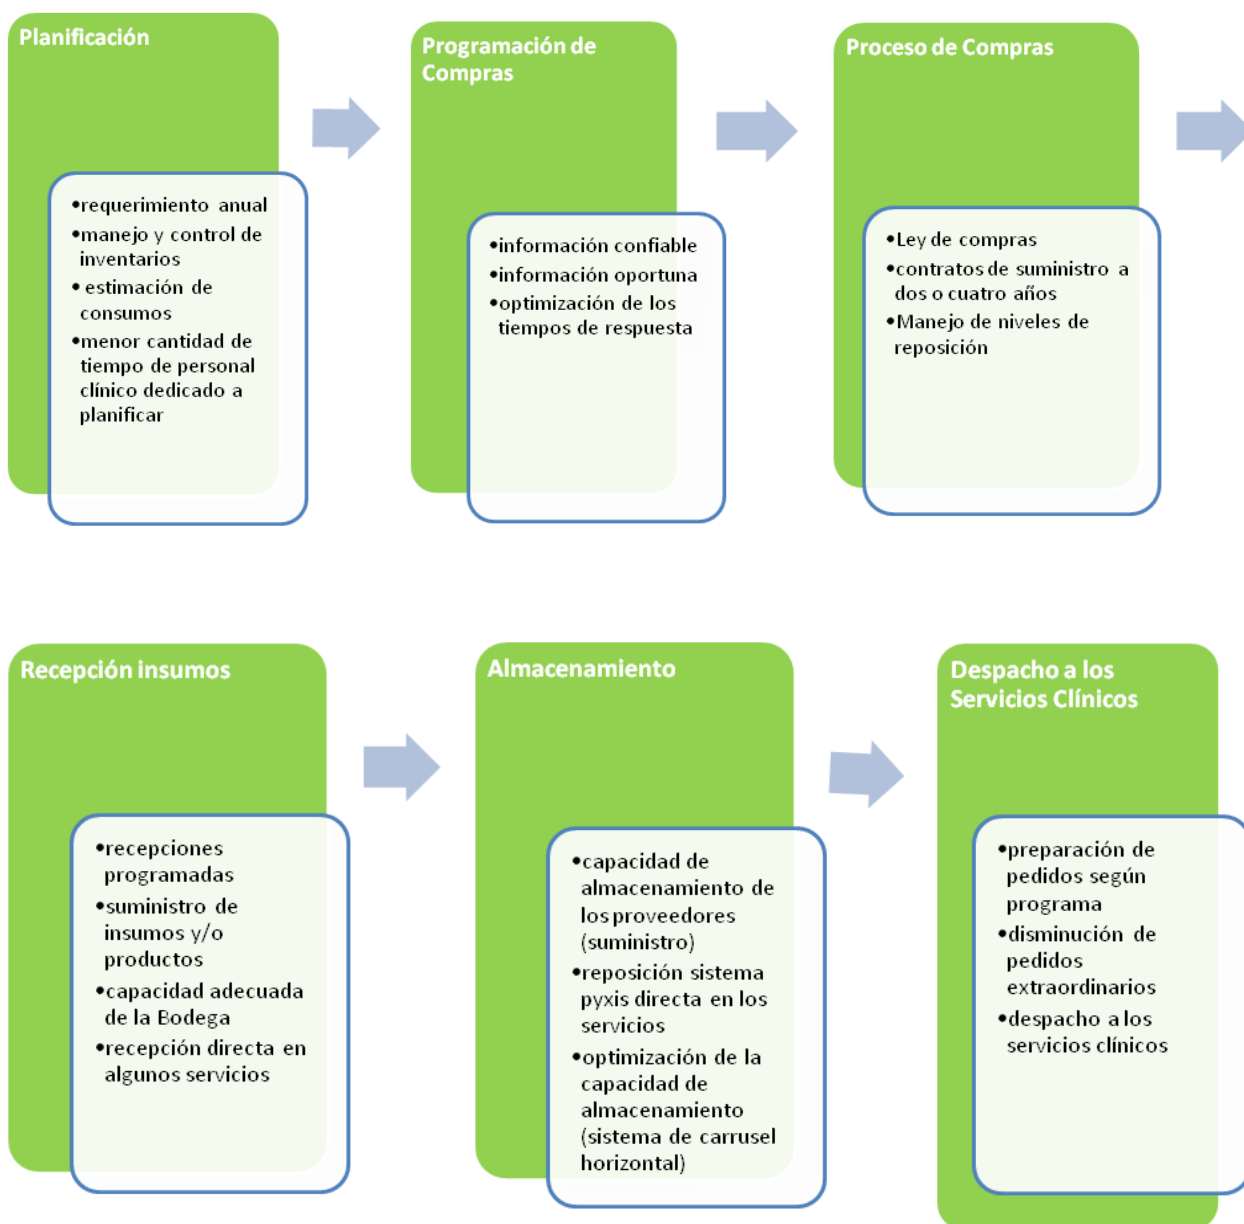 Planificación
•requerimiento anual
•manejo y control de
inventarios
• estimación de
consumos
•menor cantidad de
tiempo de personal
clínico dedicado a
planificar
Programación de
Compras
•información confiable
•información oportuna
•optimización de los
tiempos de respuesta
Proceso de Compras
•Ley de compras
•contratos de suministro a
dos o cuatro años
•Manejo de niveles de
reposición
Recepción insumos
•recepciones
programadas
•suministro de
insumos y/o
productos
•capacidad adecuada
de la Bodega
•recepción directa en
algunos servicios
Almacenamiento
•capacidad de
almacenamiento de
los proveedores
(suministro)
•reposición sistema
pyxis directa en los
servicios
•optimización de la
capacidad de
almacenamiento
(sistema de carrusel
horizontal)
Despacho a los
Servicios Clínicos
•preparación de
pedidos según
programa
•disminución de
pedidos
extraordinarios
•despacho a los
servicios clínicos